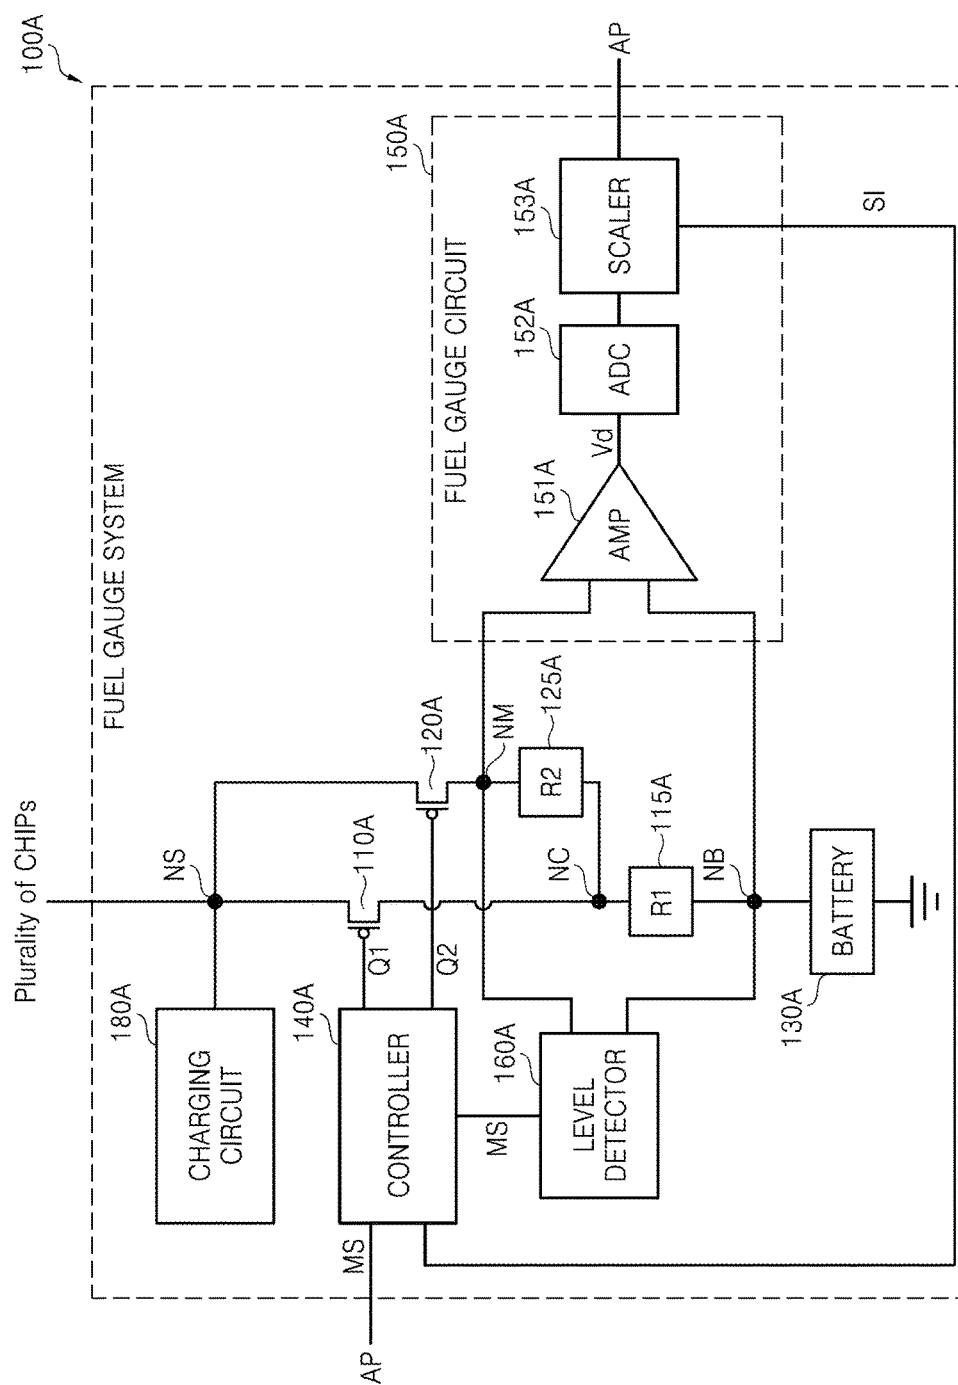 100A
FUEL GAUGE SYSTEM
Plurality of CHIPs
NS
180A
CHARGING
CIRCUIT
110A
Q1
120A
Q2
140A
CONTROLLER
AP
MS
MS
160A
LEVEL
DETECTOR
NM
125A
R2
NC
115A
R1
NB
130A
BATTERY
150A
FUEL GAUGE CIRCUIT
151A
AMP
Vd
152A
ADC
153A
SCALER
AP
SI